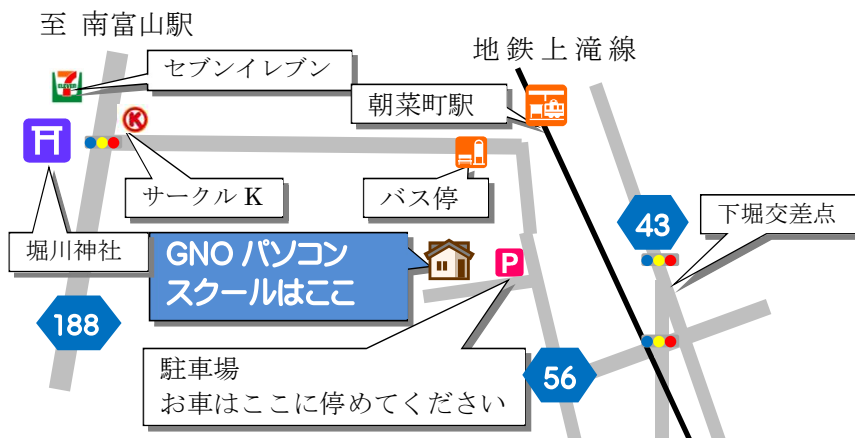 至 南富山駅
地鉄上滝線
セブンイレブン
7
ELEVEN
朝菜町駅
K
サークル K
バス停
43
下堀交差点
堀川神社
GNO パソコン
スクールはここ
P
188
駐車場
お車はここに停めてください
56